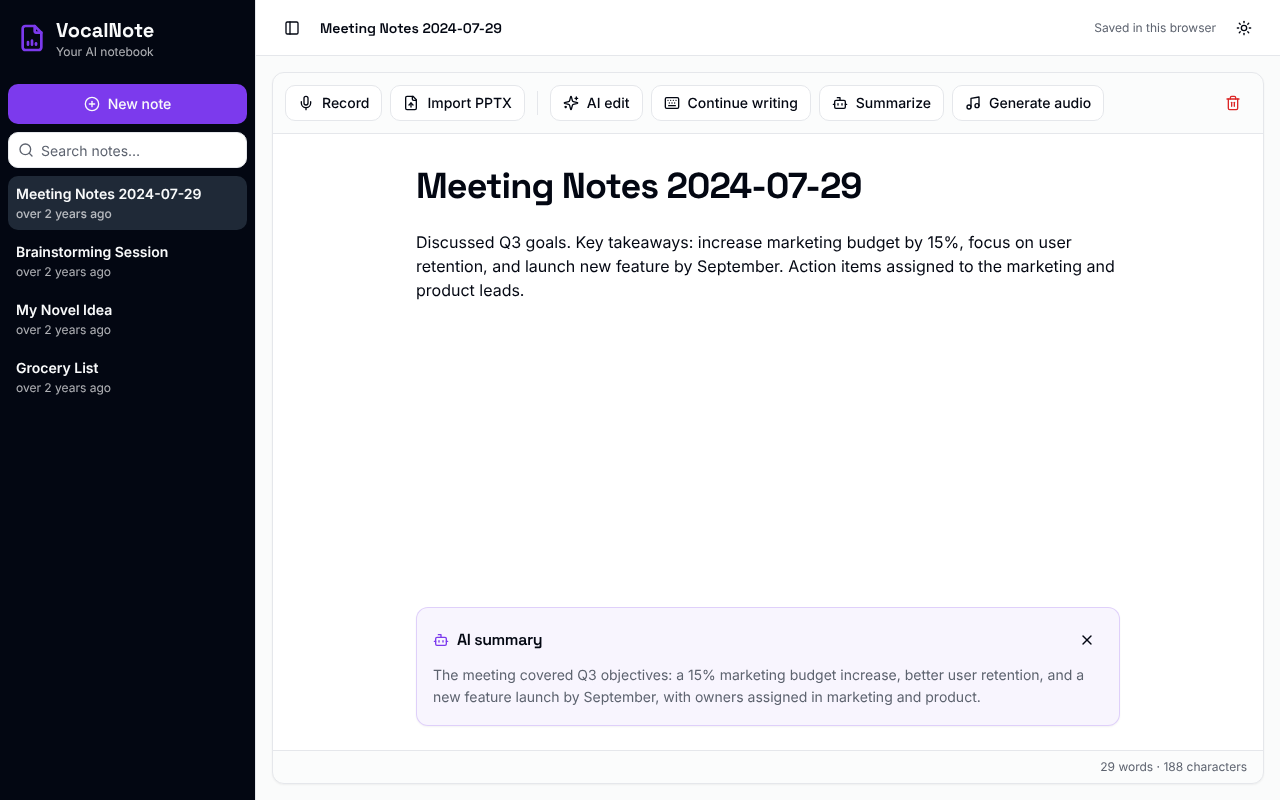 VocalNote
Your AI notebook
New note
Search notes...
Meeting Notes 2024-07-29
over 2 years ago
Brainstorming Session
over 2 years ago
My Novel Idea
over 2 years ago
Grocery List
over 2 years ago
Meeting Notes 2024-07-29
Saved in this browser
Record
Import PPTX
AI edit
Continue writing
Summarize
Generate audio
Meeting Notes 2024-07-29
Discussed Q3 goals. Key takeaways: increase marketing budget by 15%, focus on user
retention, and launch new feature by September. Action items assigned to the marketing and
product leads.
AI summary
The meeting covered Q3 objectives: a 15% marketing budget increase, better user retention, and a
new feature launch by September, with owners assigned in marketing and product.
29 words · 188 characters